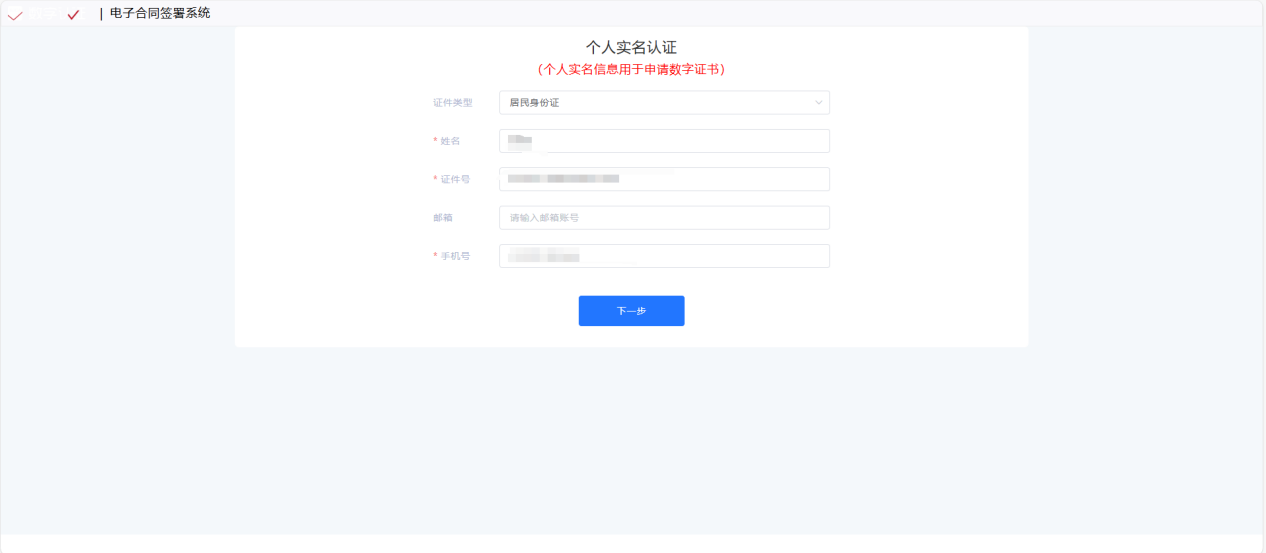 | 电子合同签署系统
个人实名认证
（个人实名信息用于申请数字证书）
证件类型 居民身份证
* 姓名
* 证件号
邮箱 请输入邮箱账号
* 手机号
下一步